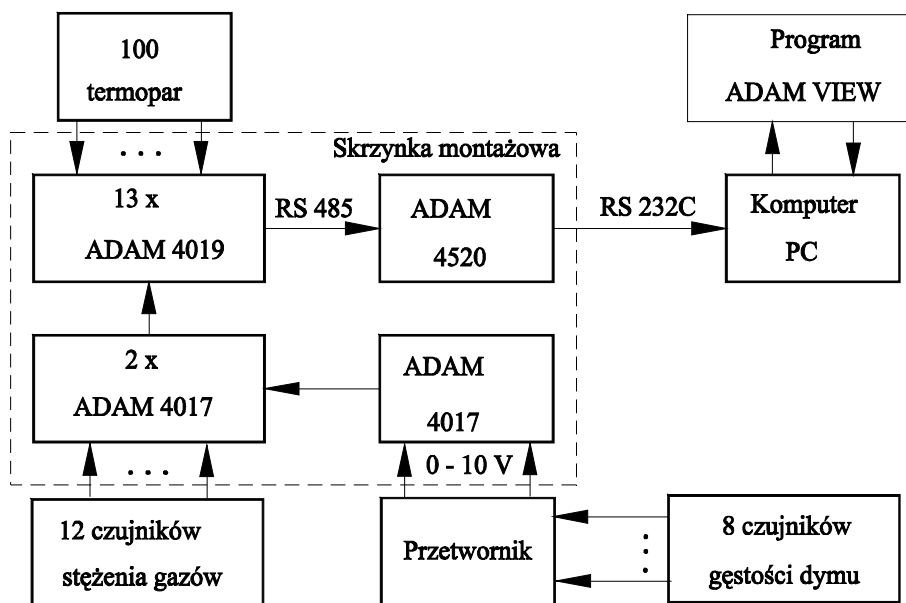 100
termopar
Program
ADAM VIEW
. . .
Skrzynka montażowa
13 x
ADAM 4019
RS 485
ADAM
4520
RS 232C
Komputer
PC
2 x
ADAM 4017
ADAM
4017
. . .
0 - 10 V
12 czujników
stężenia gazów
Przetwornik
8 czujników
gęstości dymu